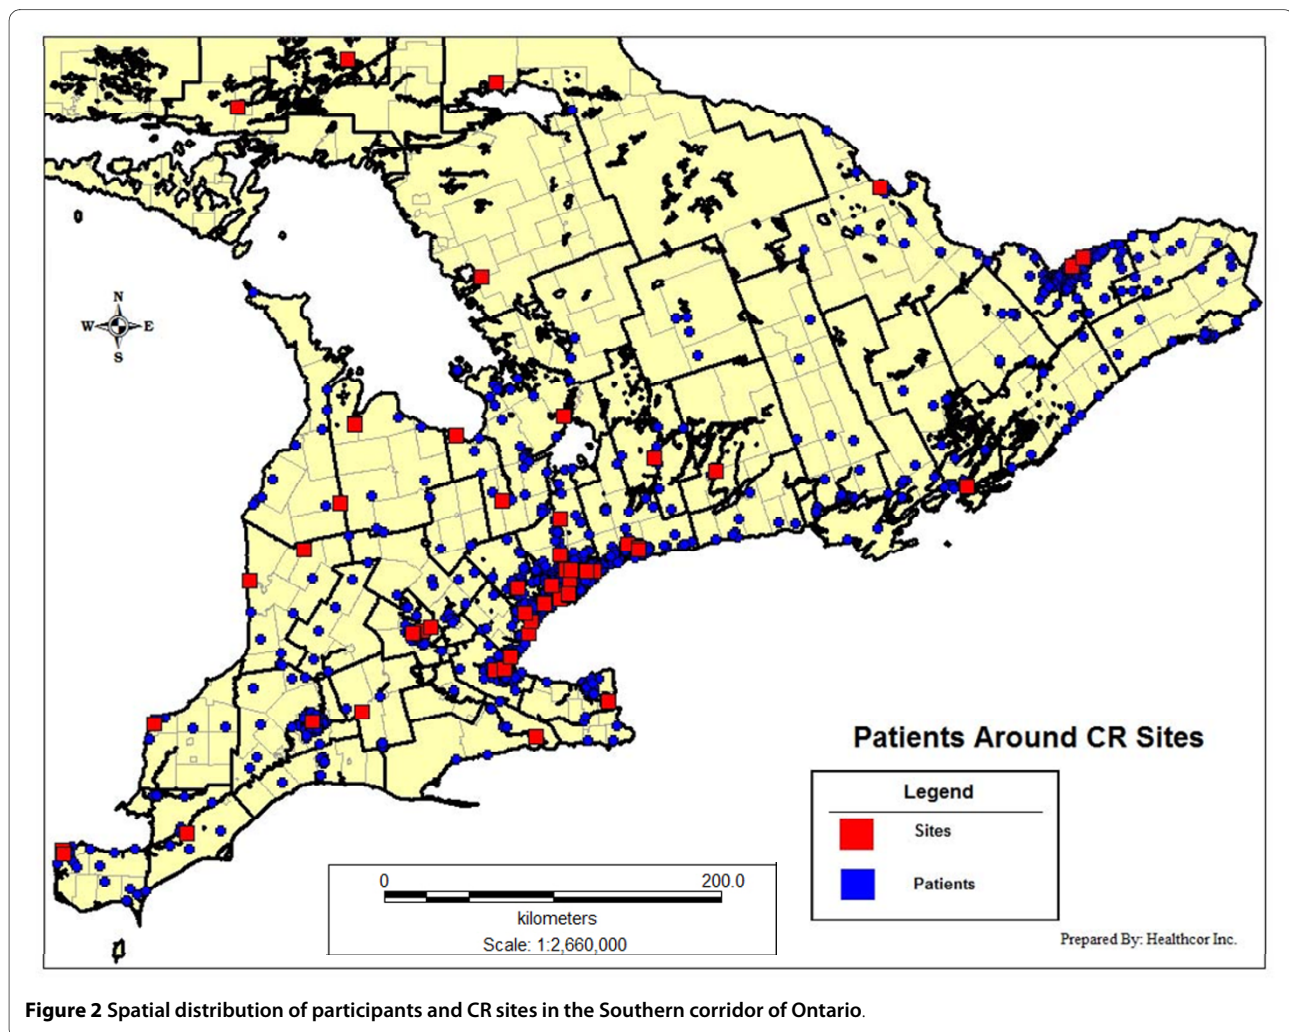 N
W E
S
Patients Around CR Sites
Legend
Sites
Patients
0 200.0
kilometers
Scale: 1:2,660,000
Prepared By: Healthcor Inc.
Figure 2 Spatial distribution of participants and CR sites in the Southern corridor of Ontario.